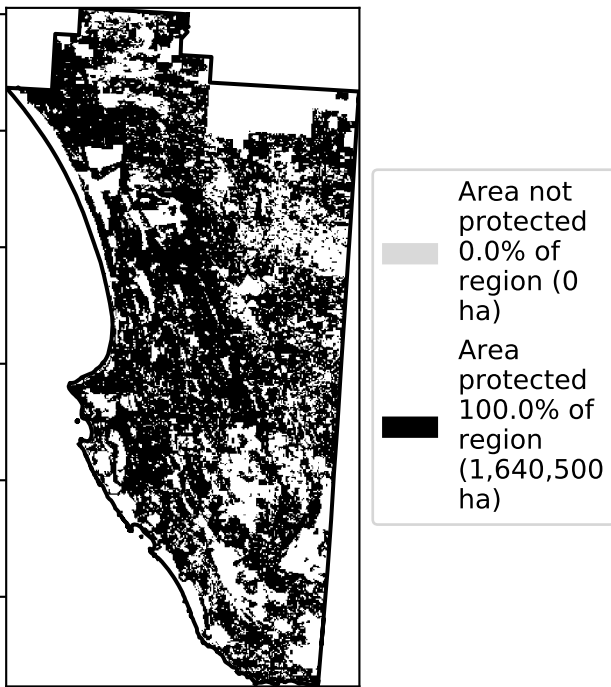 Area not
protected
0.0% of
region (0
ha)
Area
protected
100.0% of
region
(1,640,500
ha)